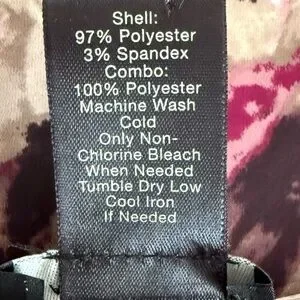 Shell:
97% Polyester
3% Spandex
Combo:
100% Polyester
Machine Wash
Cold
Only Non-
Chlorine Bleach
When Needed
Tumble Dry Low
Cool Iron
If Needed